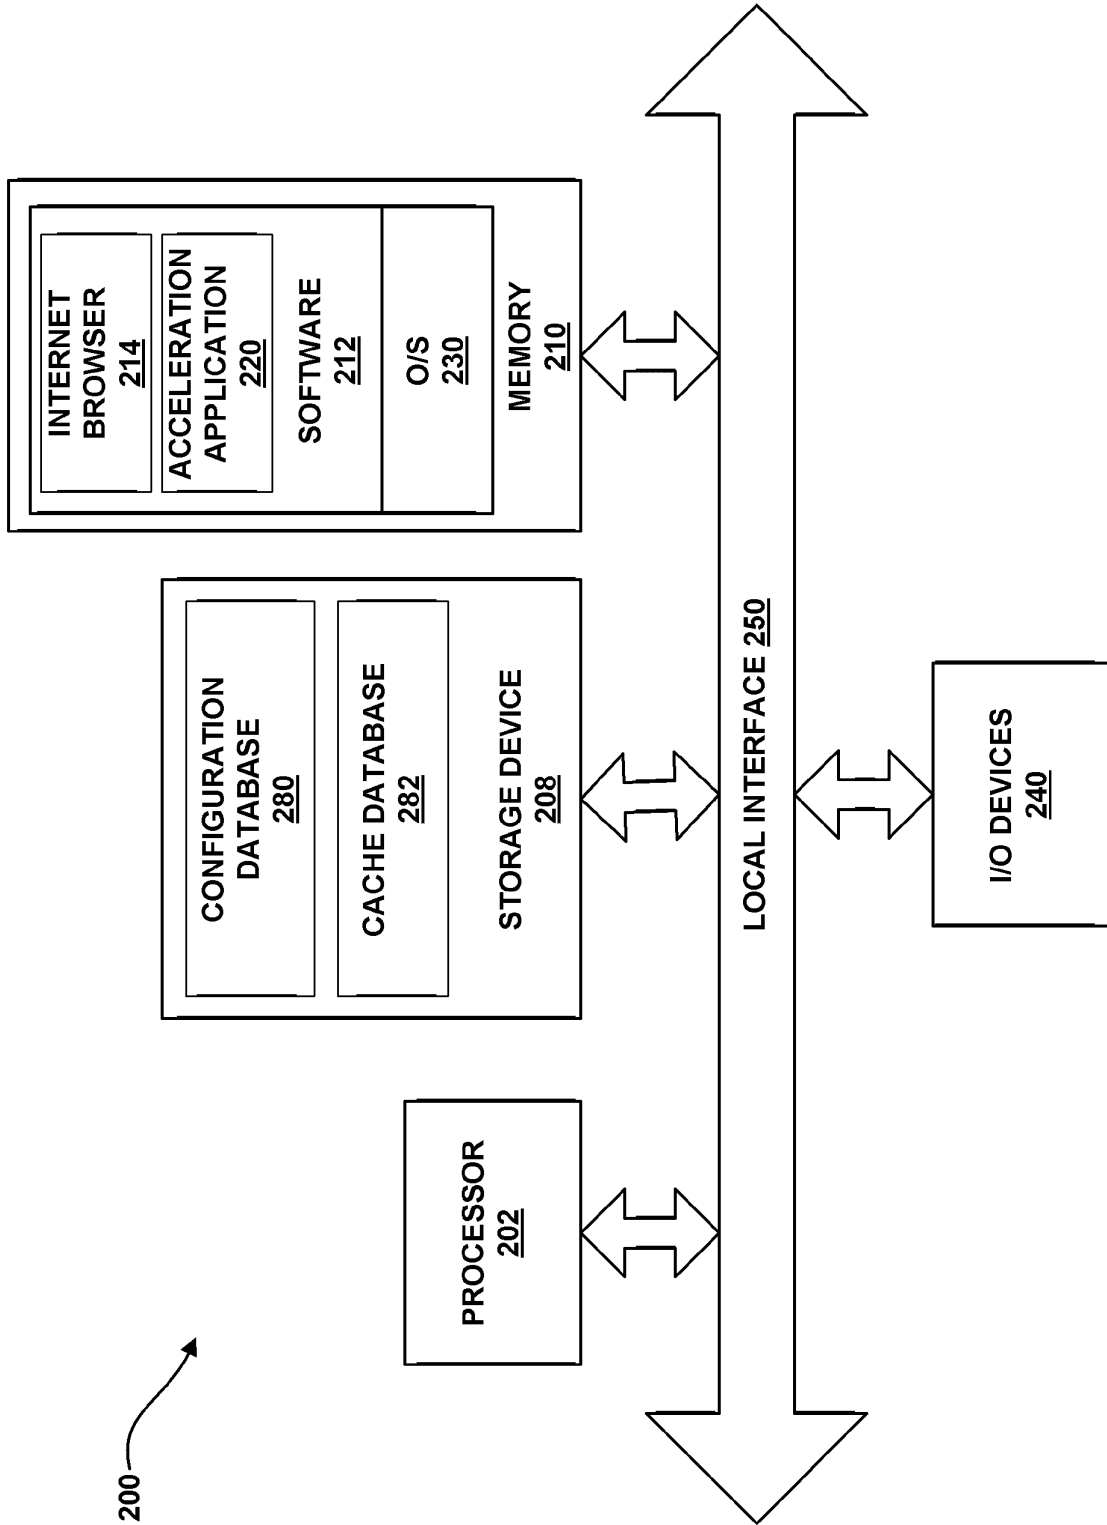 200
PROCESSOR
202
CONFIGURATION
DATABASE
280
CACHE DATABASE
282
STORAGE DEVICE
208
INTERNET
BROWSER
214
ACCELERATION
APPLICATION
220
SOFTWARE
212
O/S
230
MEMORY
210
LOCAL INTERFACE 250
I/O DEVICES
240